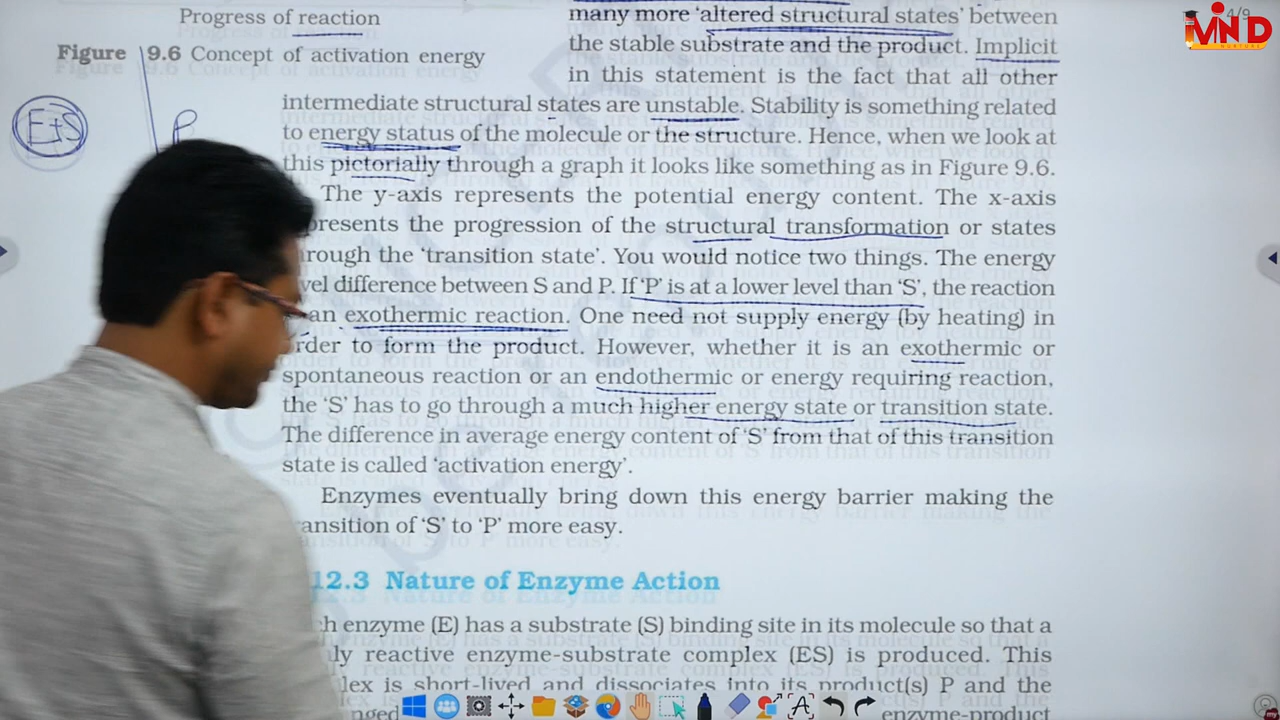 Progress of reaction
Figure 9.6 Concept of activation energy
E+S
P
many more 'altered structural states' between
the stable substrate and the product. Implicit
in this statement is the fact that all other
intermediate structural states are unstable. Stability is something related
to energy status of the molecule or the structure. Hence, when we look at
this pictorially through a graph it looks like something as in Figure 9.6.
The y-axis represents the potential energy content. The x-axis
presents the progression of the structural transformation or states
rough the 'transition state'. You would notice two things. The energy
vel difference between S and P. If 'P' is at a lower level than 'S', the reaction
an exothermic reaction. One need not supply energy (by heating) in
rder to form the product. However, whether it is an exothermic or
spontaneous reaction or an endothermic or energy requiring reaction,
the 'S' has to go through a much higher energy state or transition state.
The difference in average energy content of 'S' from that of this transition
state is called 'activation energy'.
Enzymes eventually bring down this energy barrier making the
ansition of 'S' to 'P' more easy.
12.3 Nature of Enzyme Action
ch enzyme (E) has a substrate (S) binding site in its molecule so that a
ly reactive enzyme-substrate complex (ES) is produced. This
lex is short-lived and dissociates into its product(s) P and the
nged
enzyme-product
4/9
MIND
NURTURE